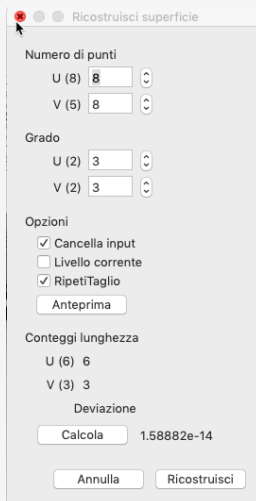 Ricostruisci superficie
Numero di punti
U (8) 8
V (5) 8
Grado
U (2) 3
V (2) 3
Opzioni
Cancella input
Livello corrente
RipetiTaglio
Anteprima
Conteggi lunghezza
U (6) 6
V (3) 3
Deviazione
Calcola 1.58882e-14
Annulla Ricostruisci